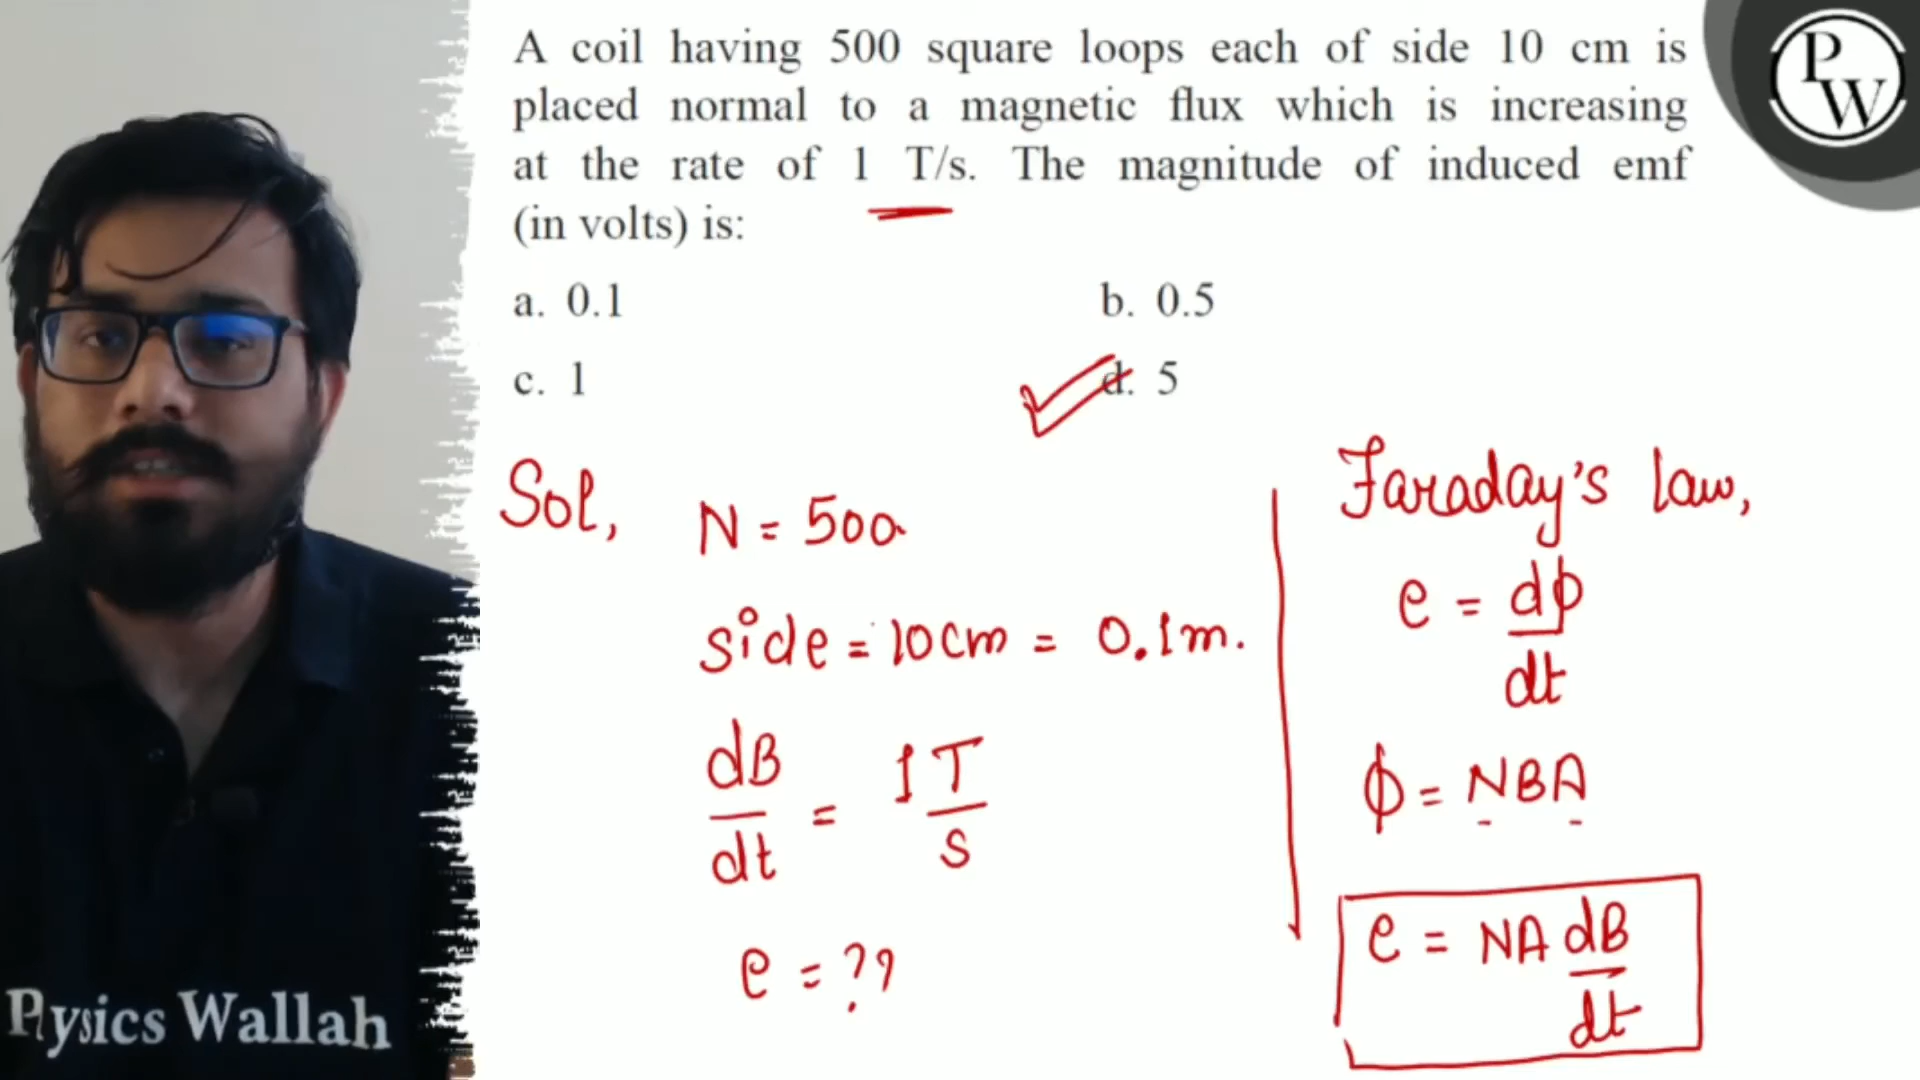 A coil having 500 square loops each of side 10 cm is
placed normal to a magnetic flux which is increasing
at the rate of 1 T/s. The magnitude of induced emf
(in volts) is:
a. 0.1
b. 0.5
c. 1
d. 5
Sol,
N = 500
side = 10cm = 0.1m.
dB/dt = 1T/s
e = ??
Faraday's law,
e = dϕ/dt
ϕ = NBA
e = NA dB/dt
PW
Physics Wallah